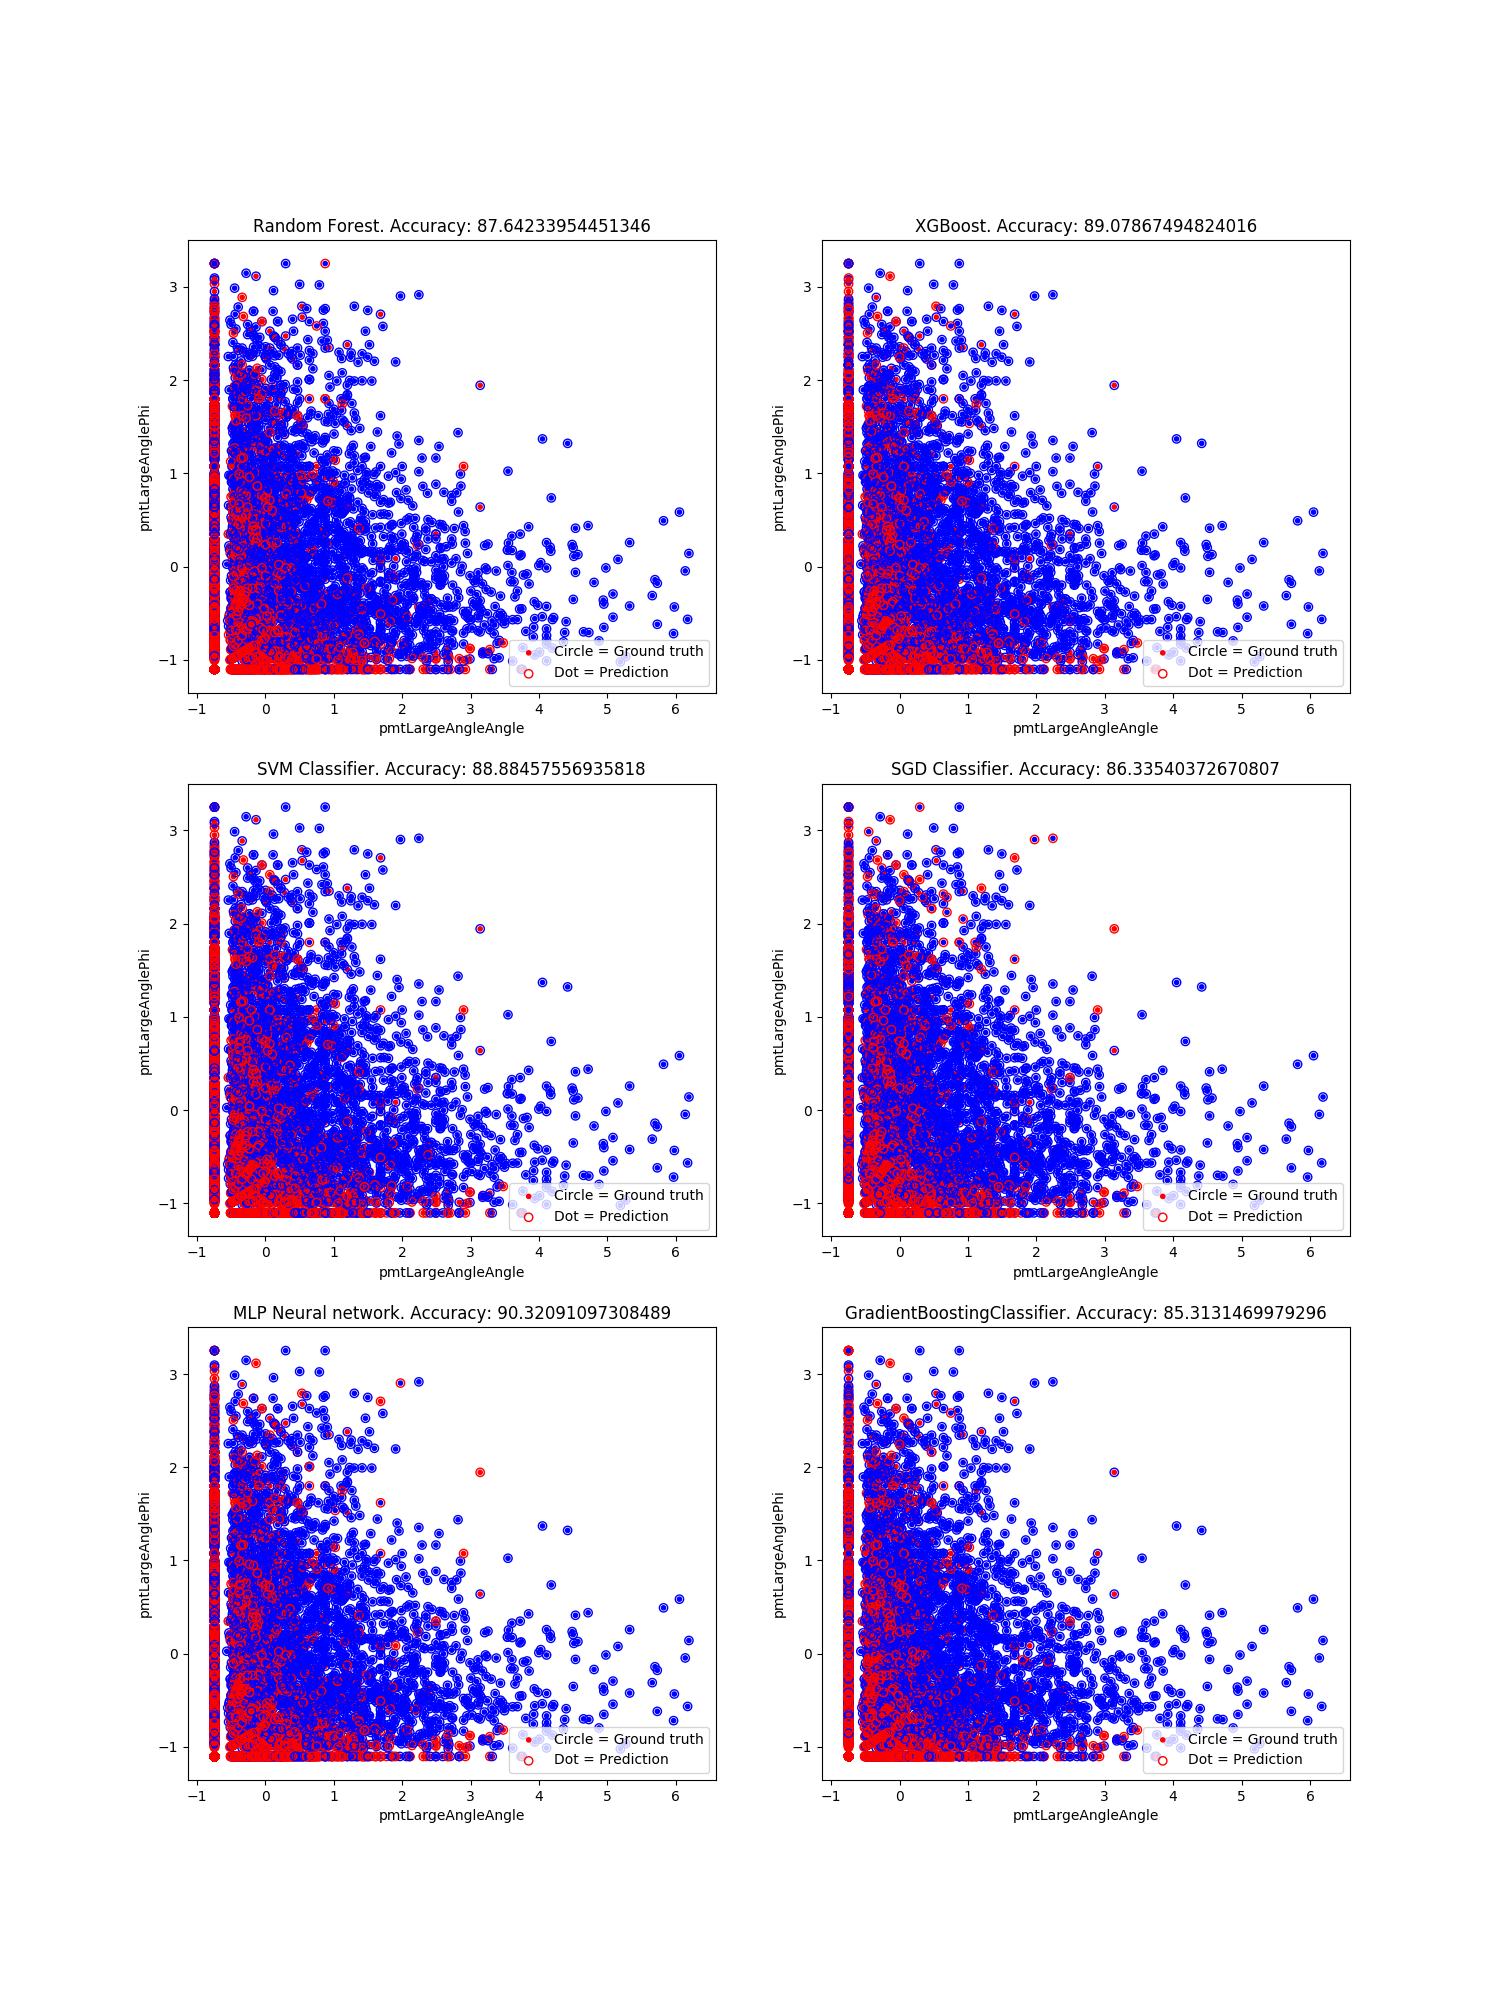 Random Forest. Accuracy: 87.64233954451346
3
2
1
0
−1
pmtLargeAnglePhi
Circle = Ground truth
Dot = Prediction
−1 0 1 2 3 4 5 6
pmtLargeAngleAngle
XGBoost. Accuracy: 89.07867494824016
3
2
1
0
−1
pmtLargeAnglePhi
Circle = Ground truth
Dot = Prediction
−1 0 1 2 3 4 5 6
pmtLargeAngleAngle
SVM Classifier. Accuracy: 88.88457556935818
3
2
1
0
−1
pmtLargeAnglePhi
Circle = Ground truth
Dot = Prediction
−1 0 1 2 3 4 5 6
pmtLargeAngleAngle
SGD Classifier. Accuracy: 86.33540372670807
3
2
1
0
−1
pmtLargeAnglePhi
Circle = Ground truth
Dot = Prediction
−1 0 1 2 3 4 5 6
pmtLargeAngleAngle
MLP Neural network. Accuracy: 90.32091097308489
3
2
1
0
−1
pmtLargeAnglePhi
Circle = Ground truth
Dot = Prediction
−1 0 1 2 3 4 5 6
pmtLargeAngleAngle
GradientBoostingClassifier. Accuracy: 85.3131469979296
3
2
1
0
−1
pmtLargeAnglePhi
Circle = Ground truth
Dot = Prediction
−1 0 1 2 3 4 5 6
pmtLargeAngleAngle